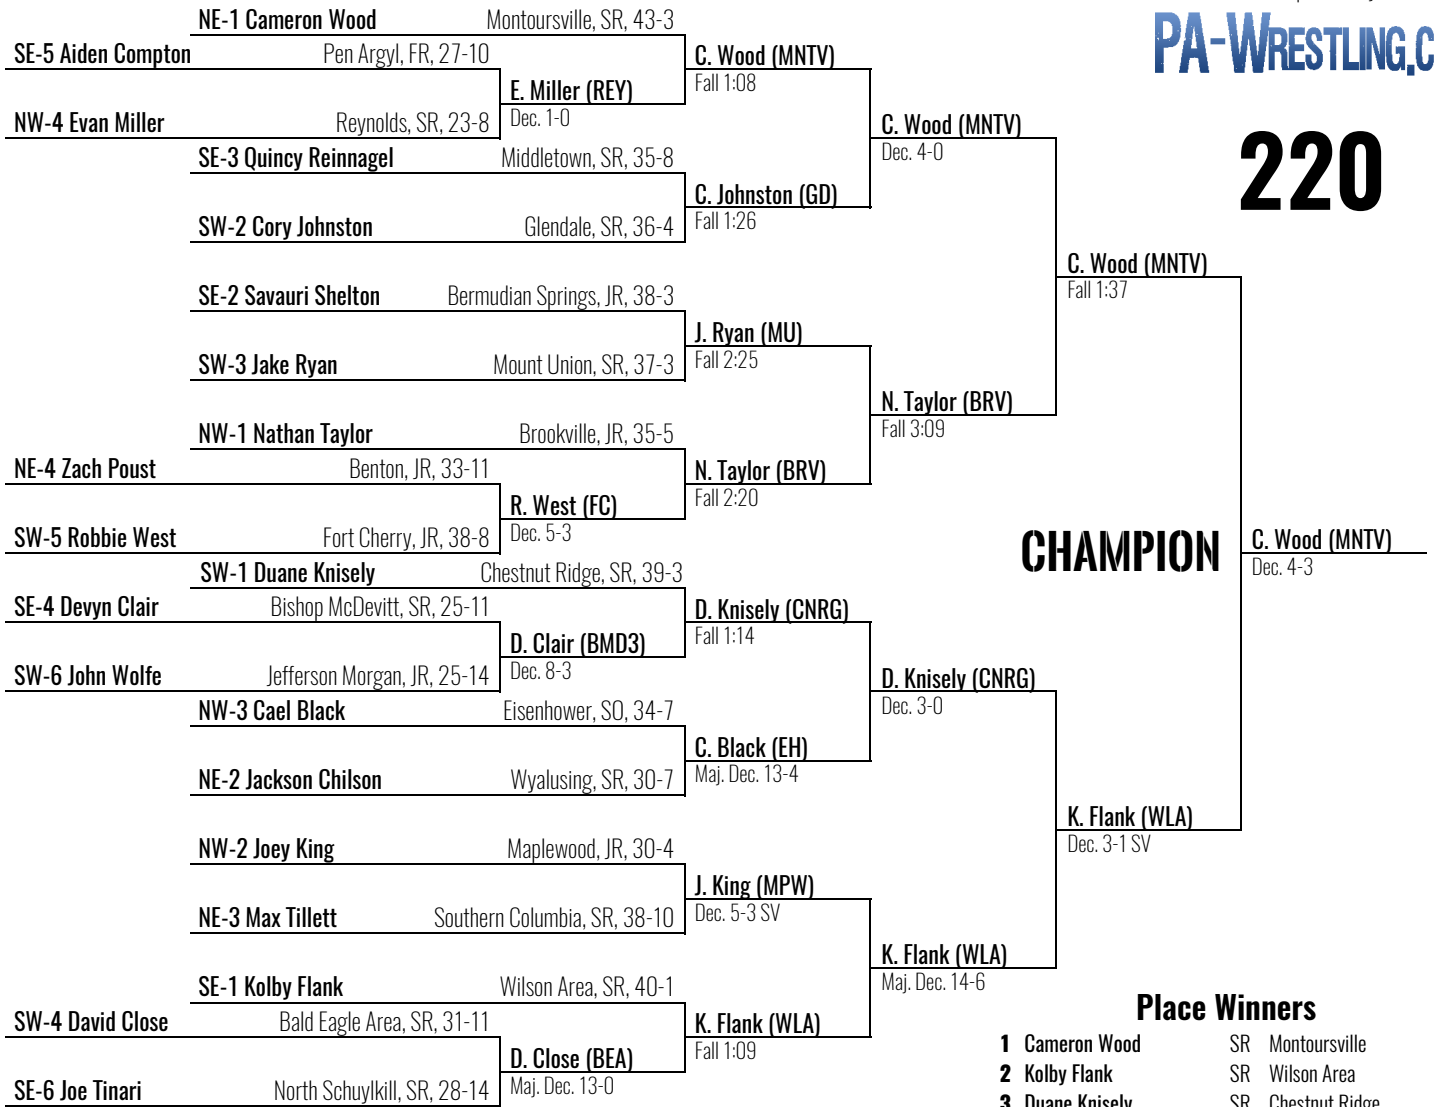 NE-1 Cameron Wood Montoursville, SR, 43-3
SE-5 Aiden Compton Pen Argyl, FR, 27-10
C. Wood (MNTV)
Fall 1:08
E. Miller (REY)
Dec. 1-0
NW-4 Evan Miller Reynolds, SR, 23-8
C. Wood (MNTV)
Dec. 4-0
SE-3 Quincy Reinnagel Middletown, SR, 35-8
C. Johnston (GD)
Fall 1:26
SW-2 Cory Johnston Glendale, SR, 36-4
PA-WRESTLING.C
220
C. Wood (MNTV)
Fall 1:37
SE-2 Savauri Shelton Bermudian Springs, JR, 38-3
J. Ryan (MU)
Fall 2:25
SW-3 Jake Ryan Mount Union, SR, 37-3
N. Taylor (BRV)
Fall 3:09
NW-1 Nathan Taylor Brookville, JR, 35-5
NE-4 Zach Poust Benton, JR, 33-11
N. Taylor (BRV)
Fall 2:20
R. West (FC)
Dec. 5-3
SW-5 Robbie West Fort Cherry, JR, 38-8
CHAMPION
C. Wood (MNTV)
Dec. 4-3
SW-1 Duane Knisely Chestnut Ridge, SR, 39-3
SE-4 Devyn Clair Bishop McDevitt, SR, 25-11
D. Knisely (CNRG)
Fall 1:14
D. Clair (BMD3)
Dec. 8-3
SW-6 John Wolfe Jefferson Morgan, JR, 25-14
D. Knisely (CNRG)
Dec. 3-0
NW-3 Cael Black Eisenhower, SO, 34-7
C. Black (EH)
Maj. Dec. 13-4
NE-2 Jackson Chilson Wyalusing, SR, 30-7
K. Flank (WLA)
Dec. 3-1 SV
NW-2 Joey King Maplewood, JR, 30-4
J. King (MPW)
Dec. 5-3 SV
NE-3 Max Tillett Southern Columbia, SR, 38-10
K. Flank (WLA)
Maj. Dec. 14-6
SE-1 Kolby Flank Wilson Area, SR, 40-1
SW-4 David Close Bald Eagle Area, SR, 31-11
K. Flank (WLA)
Fall 1:09
D. Close (BEA)
Maj. Dec. 13-0
SE-6 Joe Tinari North Schuylkill, SR, 28-14
Place Winners
1 Cameron Wood SR Montoursville
2 Kolby Flank SR Wilson Area
3 Duane Knisely SR Chestnut Ridge